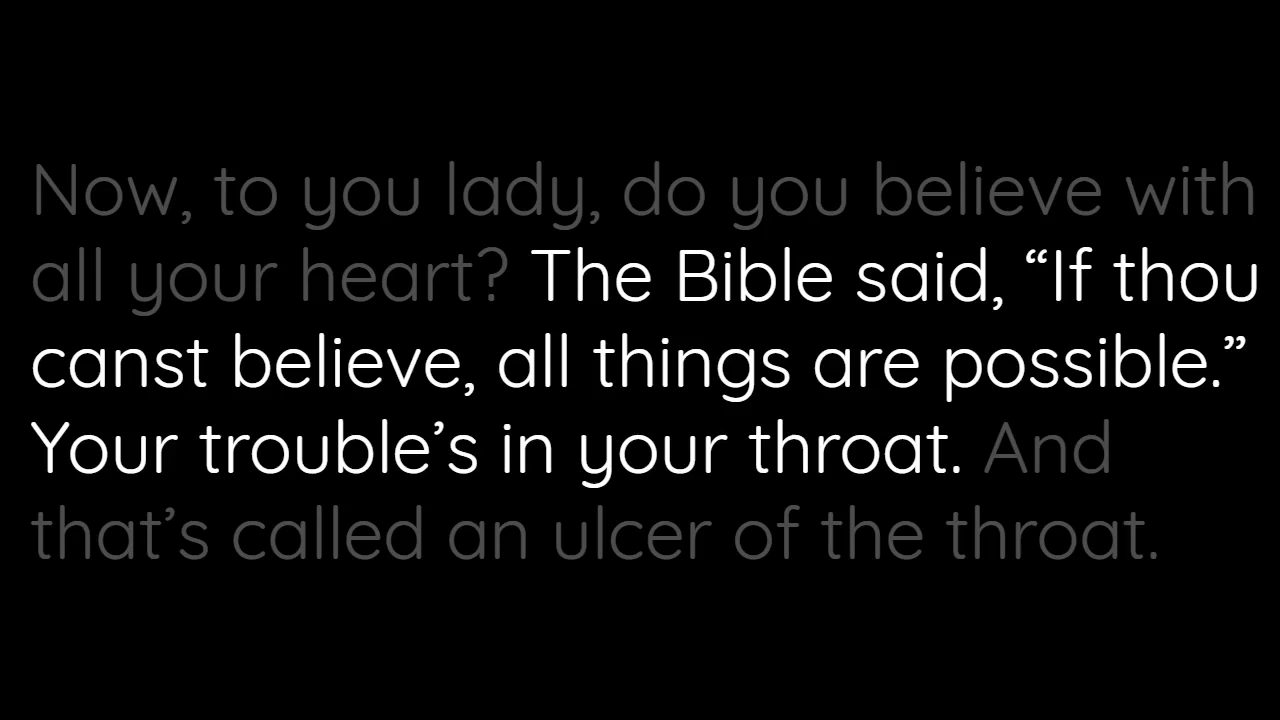 Now, to you lady, do you believe with
all your heart? The Bible said, “If thou
canst believe, all things are possible.”
Your trouble’s in your throat. And
that’s called an ulcer of the throat.